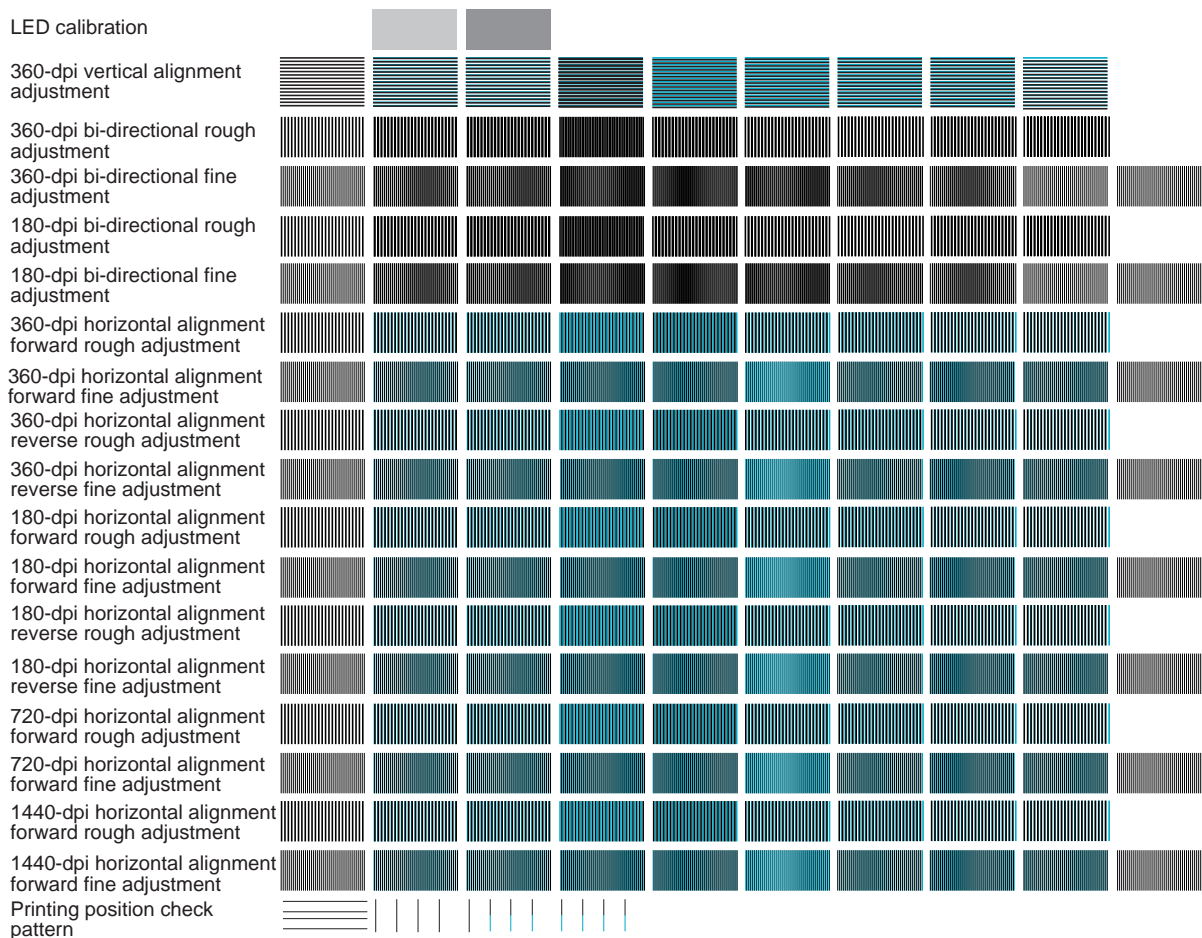 LED calibration
360-dpi vertical alignment
adjustment
360-dpi bi-directional rough
adjustment
360-dpi bi-directional fine
adjustment
180-dpi bi-directional rough
adjustment
180-dpi bi-directional fine
adjustment
360-dpi horizontal alignment
forward rough adjustment
360-dpi horizontal alignment
forward fine adjustment
360-dpi horizontal alignment
reverse rough adjustment
360-dpi horizontal alignment
reverse fine adjustment
180-dpi horizontal alignment
forward rough adjustment
180-dpi horizontal alignment
forward fine adjustment
180-dpi horizontal alignment
reverse rough adjustment
180-dpi horizontal alignment
reverse fine adjustment
720-dpi horizontal alignment
forward rough adjustment
720-dpi horizontal alignment
forward fine adjustment
1440-dpi horizontal alignment
forward rough adjustment
1440-dpi horizontal alignment
forward fine adjustment
Printing position check
pattern